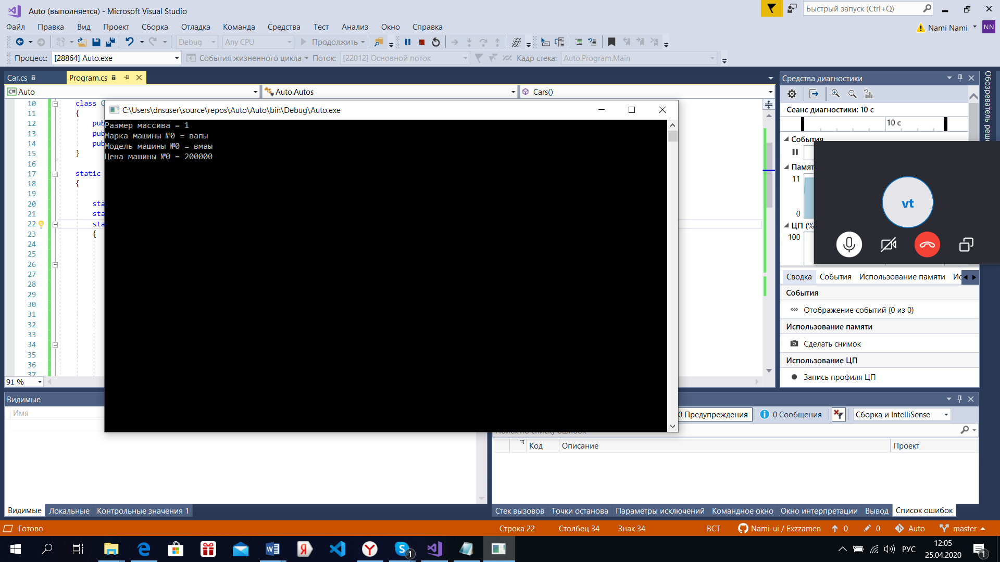 Auto (выполняется) - Microsoft Visual Studio
Быстрый запуск (Ctrl+Q)
Файл Правка Вид Проект Сборка Отладка Команда Средства Тест Анализ Окно Справка
Nami Nami NN
Debug Any CPU Продолжить
Процесс: [28864] Auto.exe События жизненного цикла Поток: [22012] Основной поток Кадр стека: Auto.Program.Main
Car.cs Program.cs
C# Auto Auto.Autos Cars()
10 class
11 {
12 pub
13 pub
14 pub
15 }
16
17 static
18 {
19
20 sta
21 sta
22 sta
23 {
24
25
26
27
28
29
30
31
32
33
34
35
36
37
91 %
C:\Users\dnsuser\source\repos\Auto\Auto\bin\Debug\Auto.exe
Размер массива = 1
Марка машины №0 = вапы
Модель машины №0 = вмаы
Цена машины №0 = 200000
Средства диагностики
Сеанс диагностики: 10 с
10 с
События
Памят
11
0
ЦП (%
100
vt
Сводка События Использование памяти Ис
События
Отображение событий (0 из 0)
Использование памяти
Сделать снимок
Использование ЦП
Запись профиля ЦП
Обозреватель реше
Видимые
Имя
Видимые Локальные Контрольные значения 1
0 Предупреждения 0 Сообщения Сборка и IntelliSense
Поиск по списку ошибок
Код Описание Проект
Стек вызовов Точки останова Параметры исключений Командное окно Окно интерпретации Вывод Список ошибок
Готово Строка 22 Столбец 34 Знак 34 ВСТ Nami-ui / Exzzamen 0 0 Auto master
1
РУС
12:05
25.04.2020
1